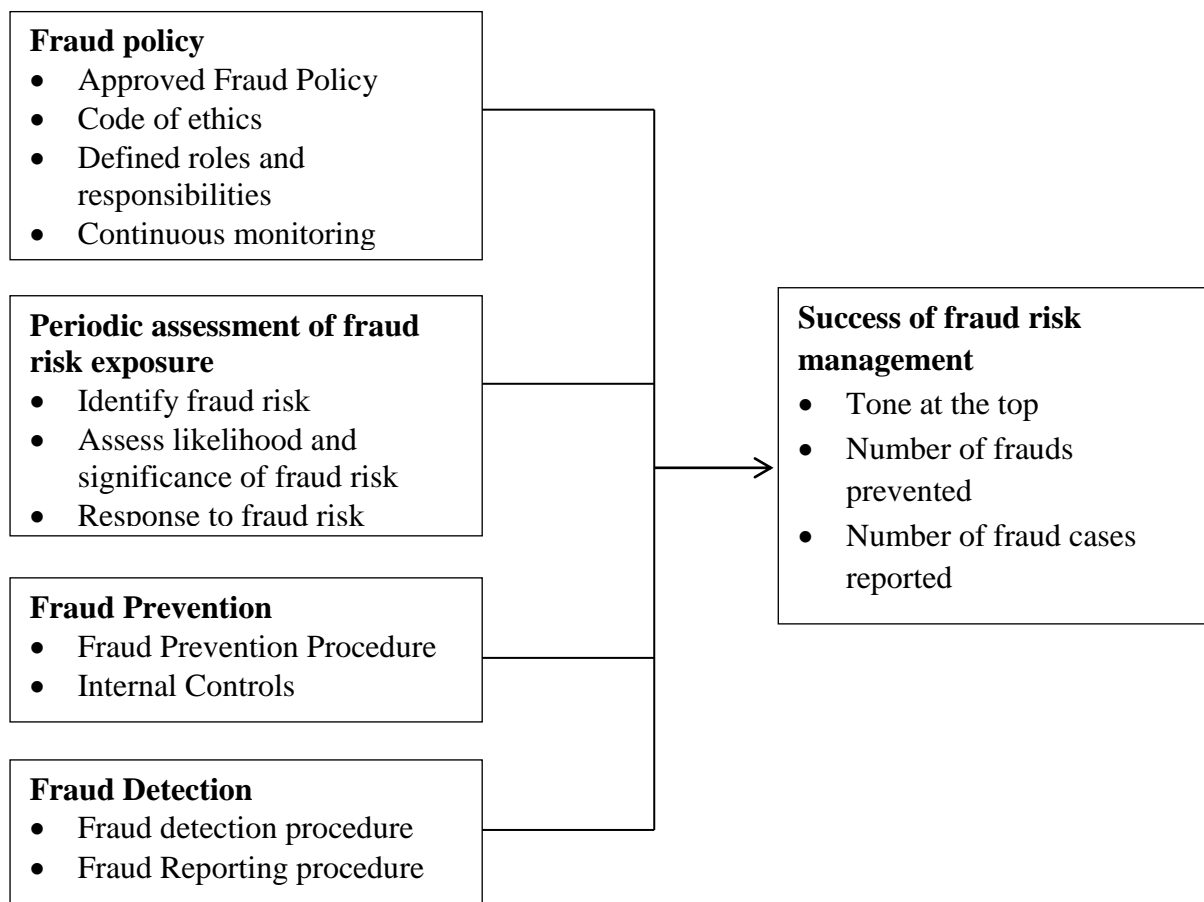 Fraud policy
• Approved Fraud Policy
• Code of ethics
• Defined roles and
responsibilities
• Continuous monitoring
Periodic assessment of fraud
risk exposure
• Identify fraud risk
• Assess likelihood and
significance of fraud risk
• Response to fraud risk
Fraud Prevention
• Fraud Prevention Procedure
• Internal Controls
Fraud Detection
• Fraud detection procedure
• Fraud Reporting procedure
Success of fraud risk
management
• Tone at the top
• Number of frauds
prevented
• Number of fraud cases
reported